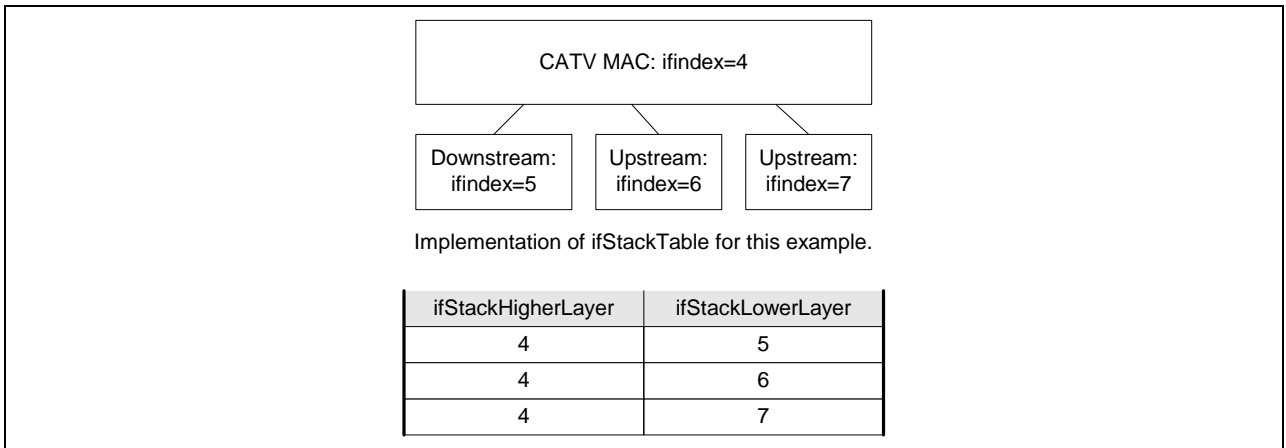 CATV MAC: ifindex=4
Downstream:
ifindex=5
Upstream:
ifindex=6
Upstream:
ifindex=7
Implementation of ifStackTable for this example.
ifStackHigherLayer ifStackLowerLayer
4 5
4 6
4 7